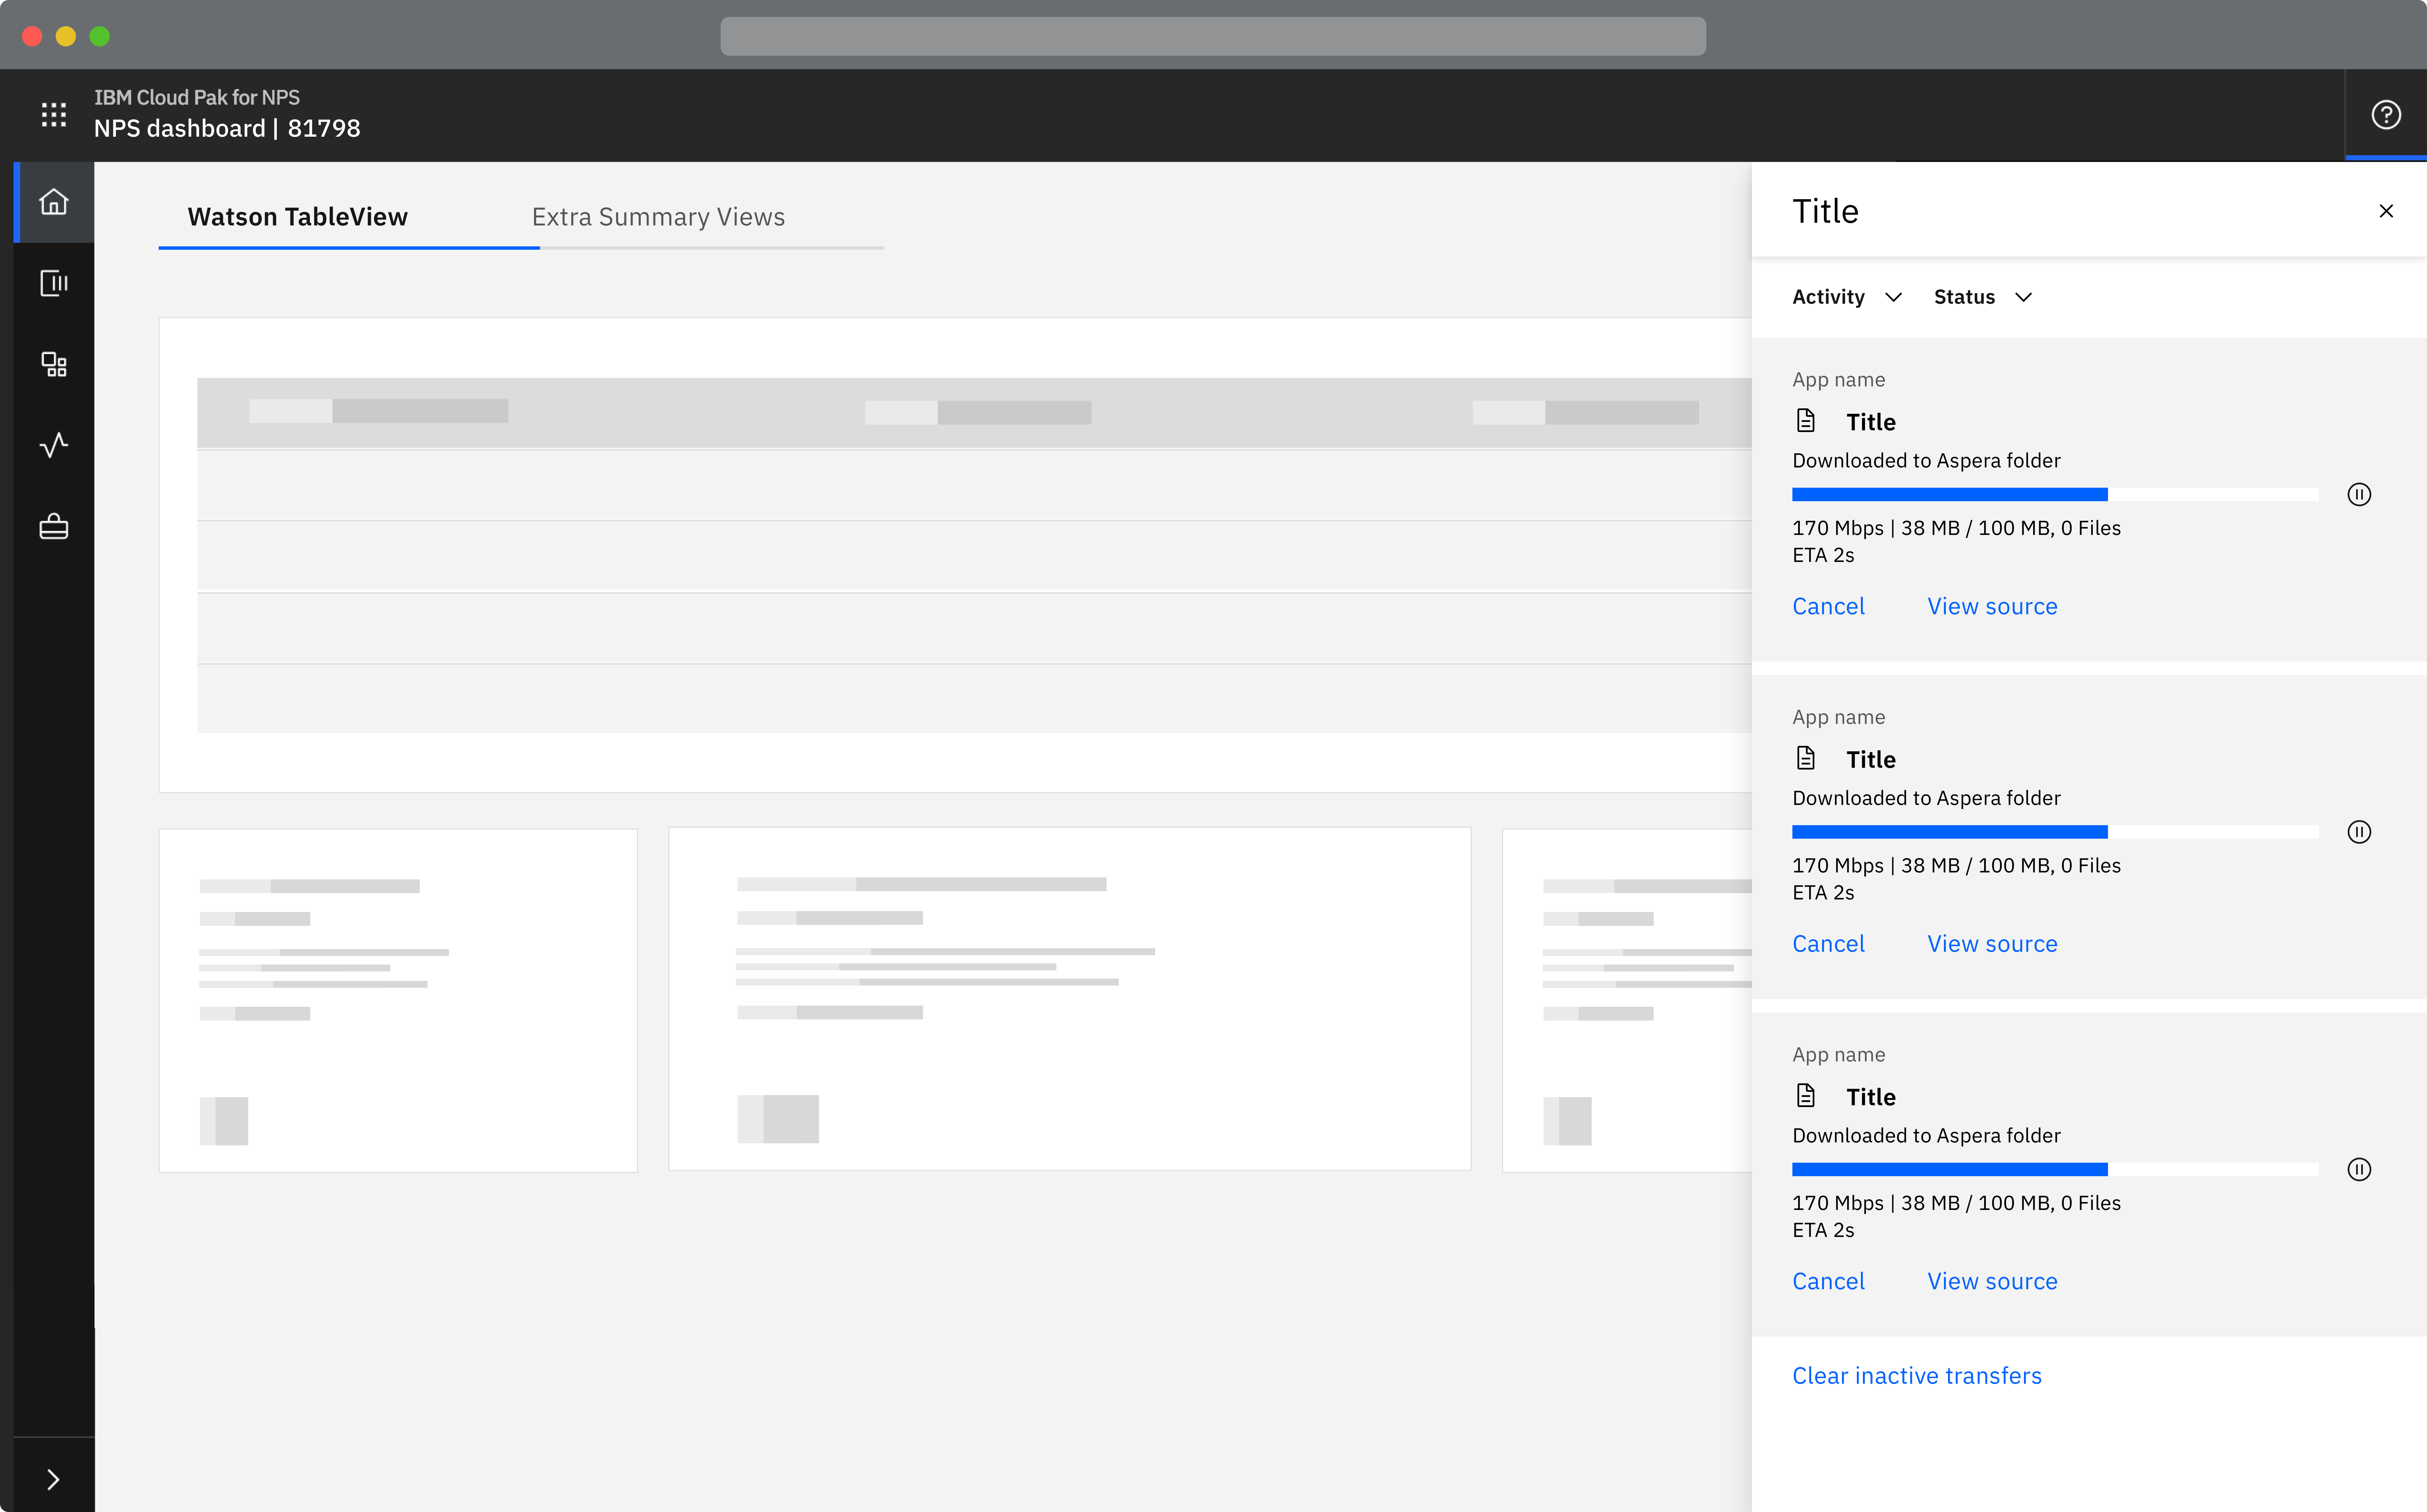 IBM Cloud Pak for NPS
NPS dashboard | 81798
Watson TableView
Extra Summary Views
Title
Activity
Status
App name
Title
Downloaded to Aspera folder
170 Mbps | 38 MB / 100 MB, 0 Files
ETA 2s
Cancel
View source
App name
Title
Downloaded to Aspera folder
170 Mbps | 38 MB / 100 MB, 0 Files
ETA 2s
Cancel
View source
App name
Title
Downloaded to Aspera folder
170 Mbps | 38 MB / 100 MB, 0 Files
ETA 2s
Cancel
View source
Clear inactive transfers